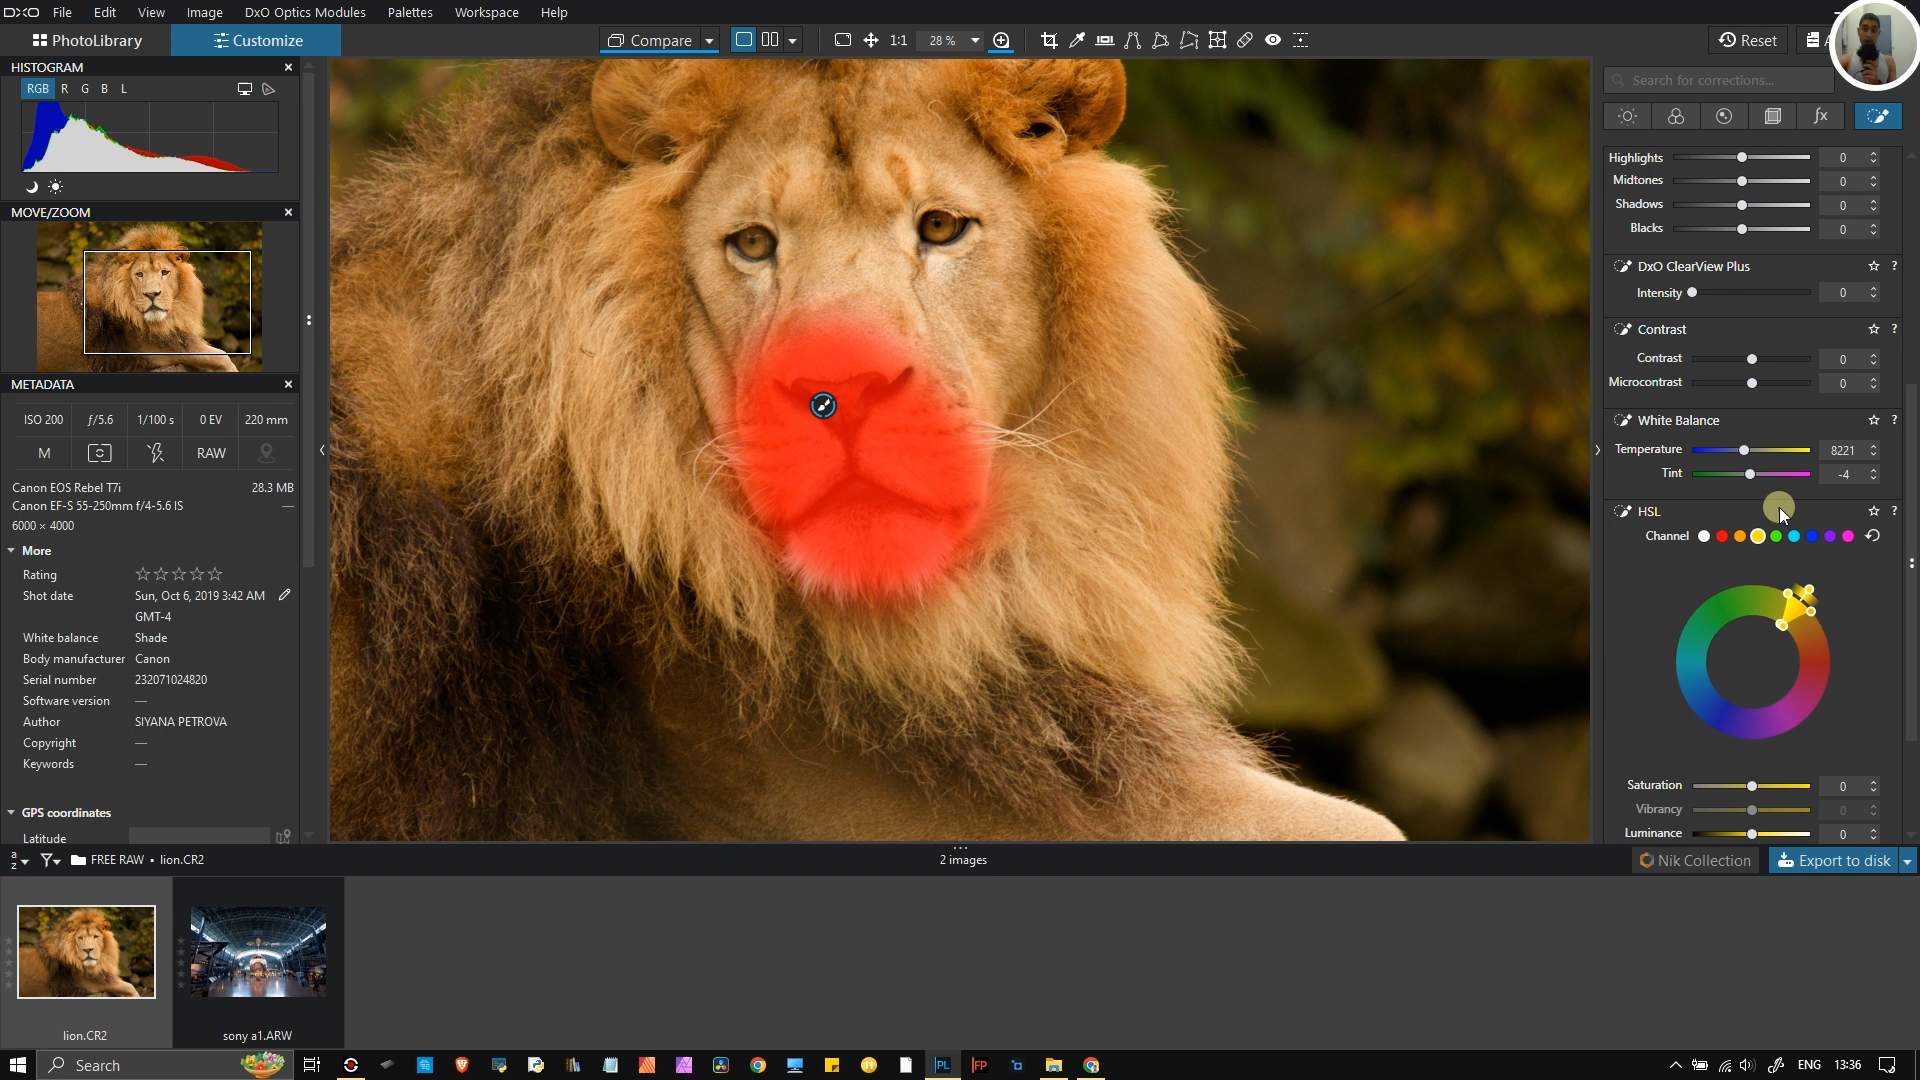 DXO File Edit View Image DxO Optics Modules Palettes Workspace Help
PhotoLibrary Customize Compare 1:1 28 % Reset
HISTOGRAM
RGB R G B L
MOVE/ZOOM
METADATA
ISO 200 ƒ/5.6 1/100 s 0 EV 220 mm
M RAW
Canon EOS Rebel T7i 28.3 MB
Canon EF-S 55-250mm f/4-5.6 IS —
6000 × 4000
More
Rating
Shot date Sun, Oct 6, 2019 3:42 AM
GMT-4
White balance Shade
Body manufacturer Canon
Serial number 232071024820
Software version —
Author SIYANA PETROVA
Copyright —
Keywords —
GPS coordinates
Latitude
Search for corrections...
fx
Highlights 0
Midtones 0
Shadows 0
Blacks 0
DxO ClearView Plus ?
Intensity 0
Contrast ?
Contrast 0
Microcontrast 0
White Balance ?
Temperature 8221
Tint -4
HSL ?
Channel
Saturation 0
Vibrancy 0
Luminance 0
a
z
FREE RAW • lion.CR2 2 images Nik Collection Export to disk
lion.CR2 sony a1.ARW
Search PL FP ENG 13:36